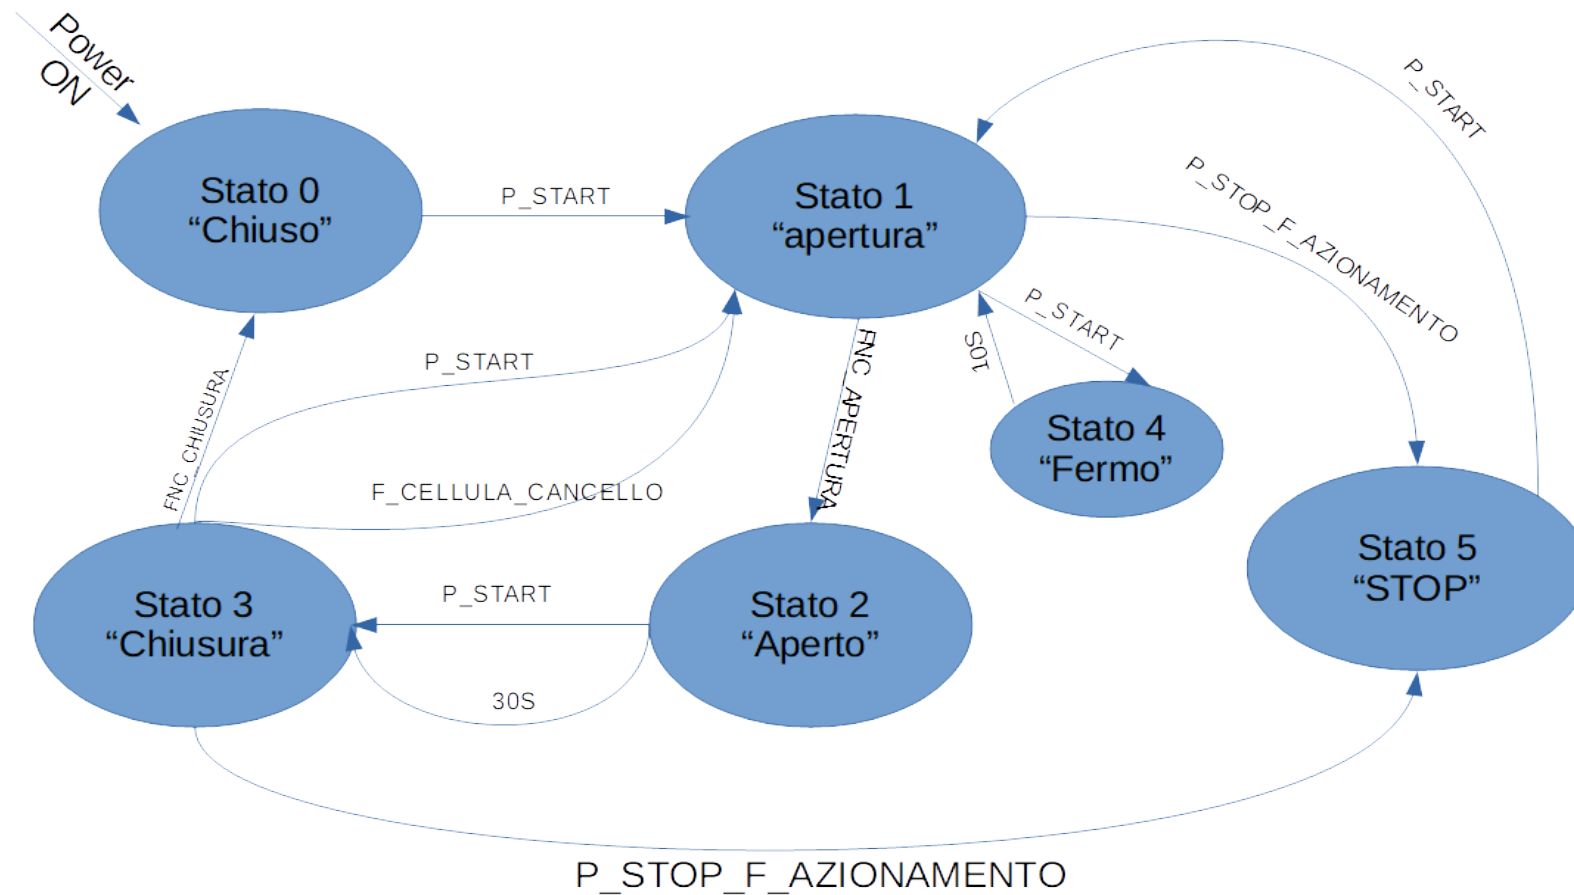 Power
ON
Stato 0
“Chiuso”
P_START
Stato 1
“apertura”
P_START
P_STOP_F_AZIONAMENTO
P_START
10S
FNC_APERTURA
P_START
FNC_CHIUSURA
F_CELLULA_CANCELLO
Stato 4
“Fermo”
Stato 5
“STOP”
Stato 3
“Chiusura”
P_START
30S
Stato 2
“Aperto”
P_STOP_F_AZIONAMENTO